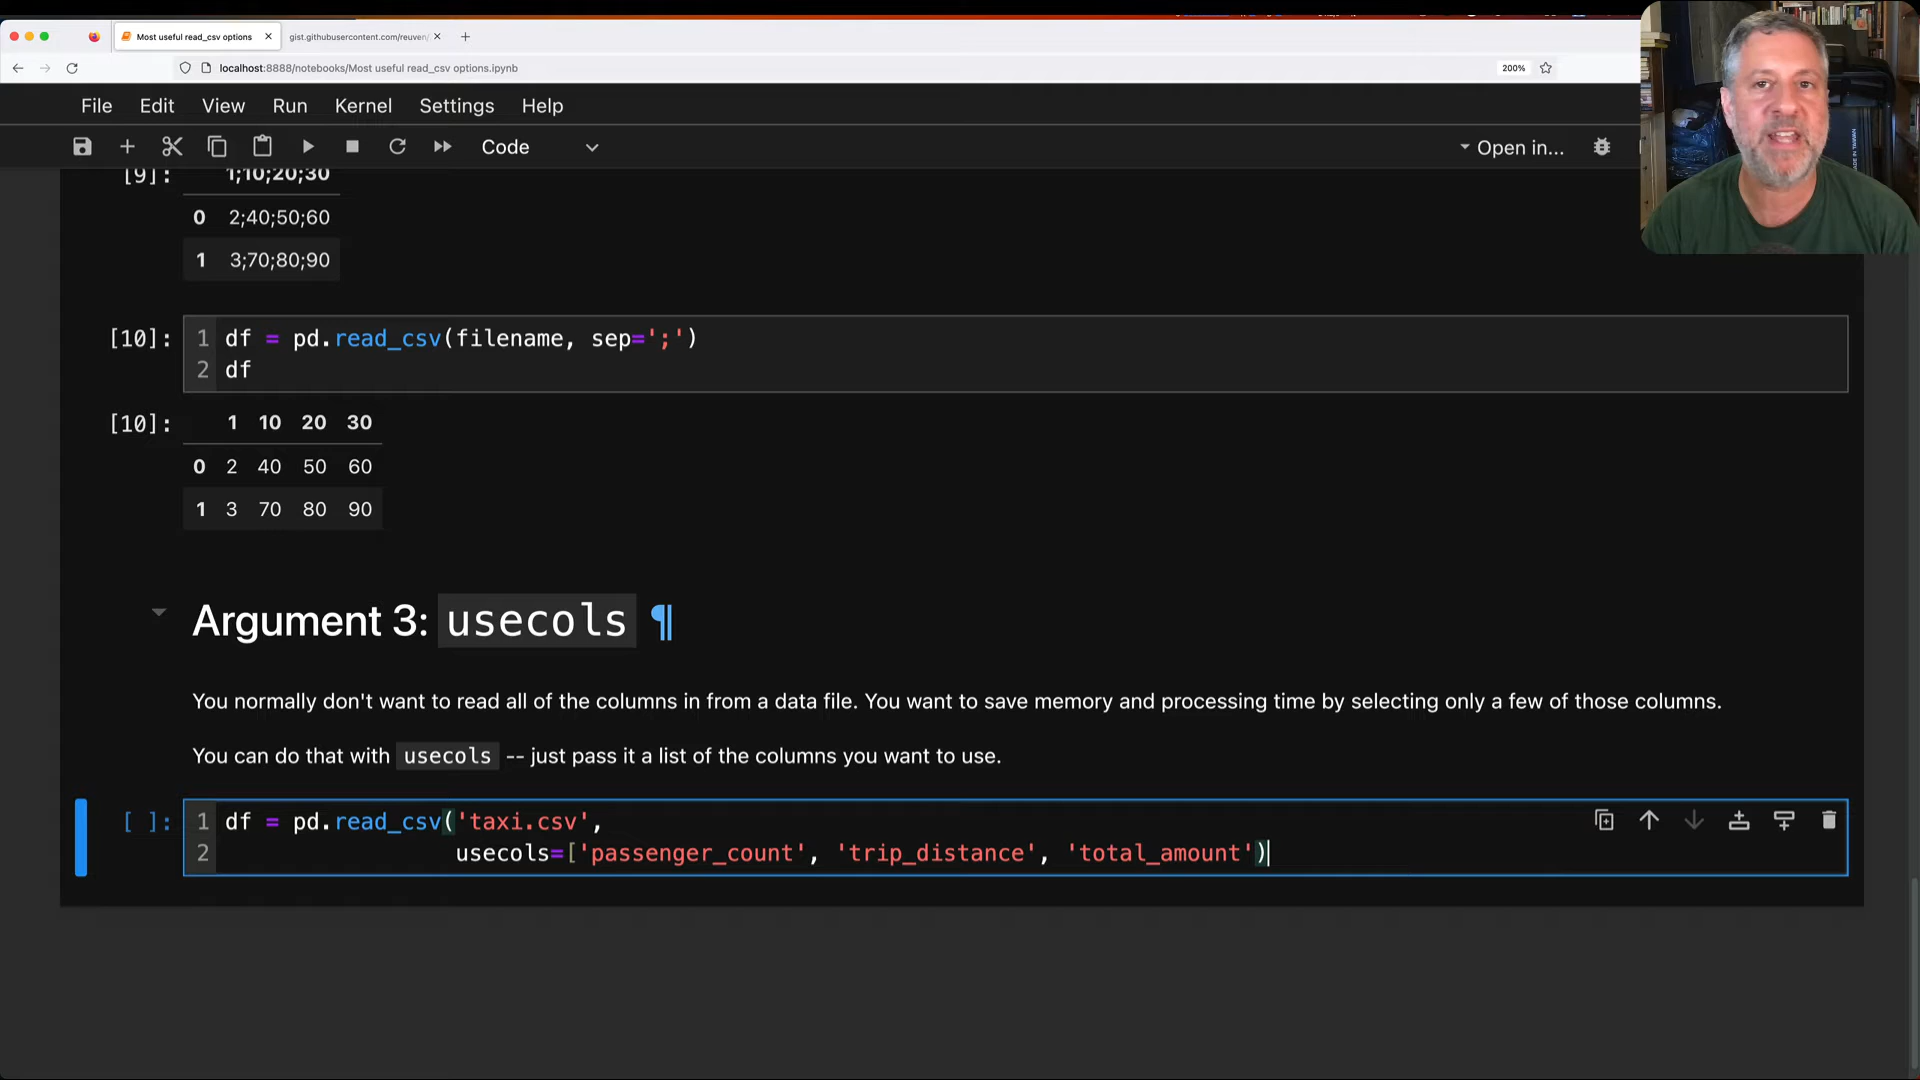 Most useful read_csv options
gist.githubusercontent.com/reuven/
localhost:8888/notebooks/Most useful read_csv options.ipynb
200%
File Edit View Run Kernel Settings Help
Code
Open in...
[9]: 1;10;20;30
0 2;40;50;60
1 3;70;80;90
[10]: 1 df = pd.read_csv(filename, sep=';')
2 df
[10]: 1 10 20 30
0 2 40 50 60
1 3 70 80 90
Argument 3: usecols ¶
You normally don't want to read all of the columns in from a data file. You want to save memory and processing time by selecting only a few of those columns.
You can do that with usecols -- just pass it a list of the columns you want to use.
[ ]: 1 df = pd.read_csv('taxi.csv',
2 usecols=['passenger_count', 'trip_distance', 'total_amount')